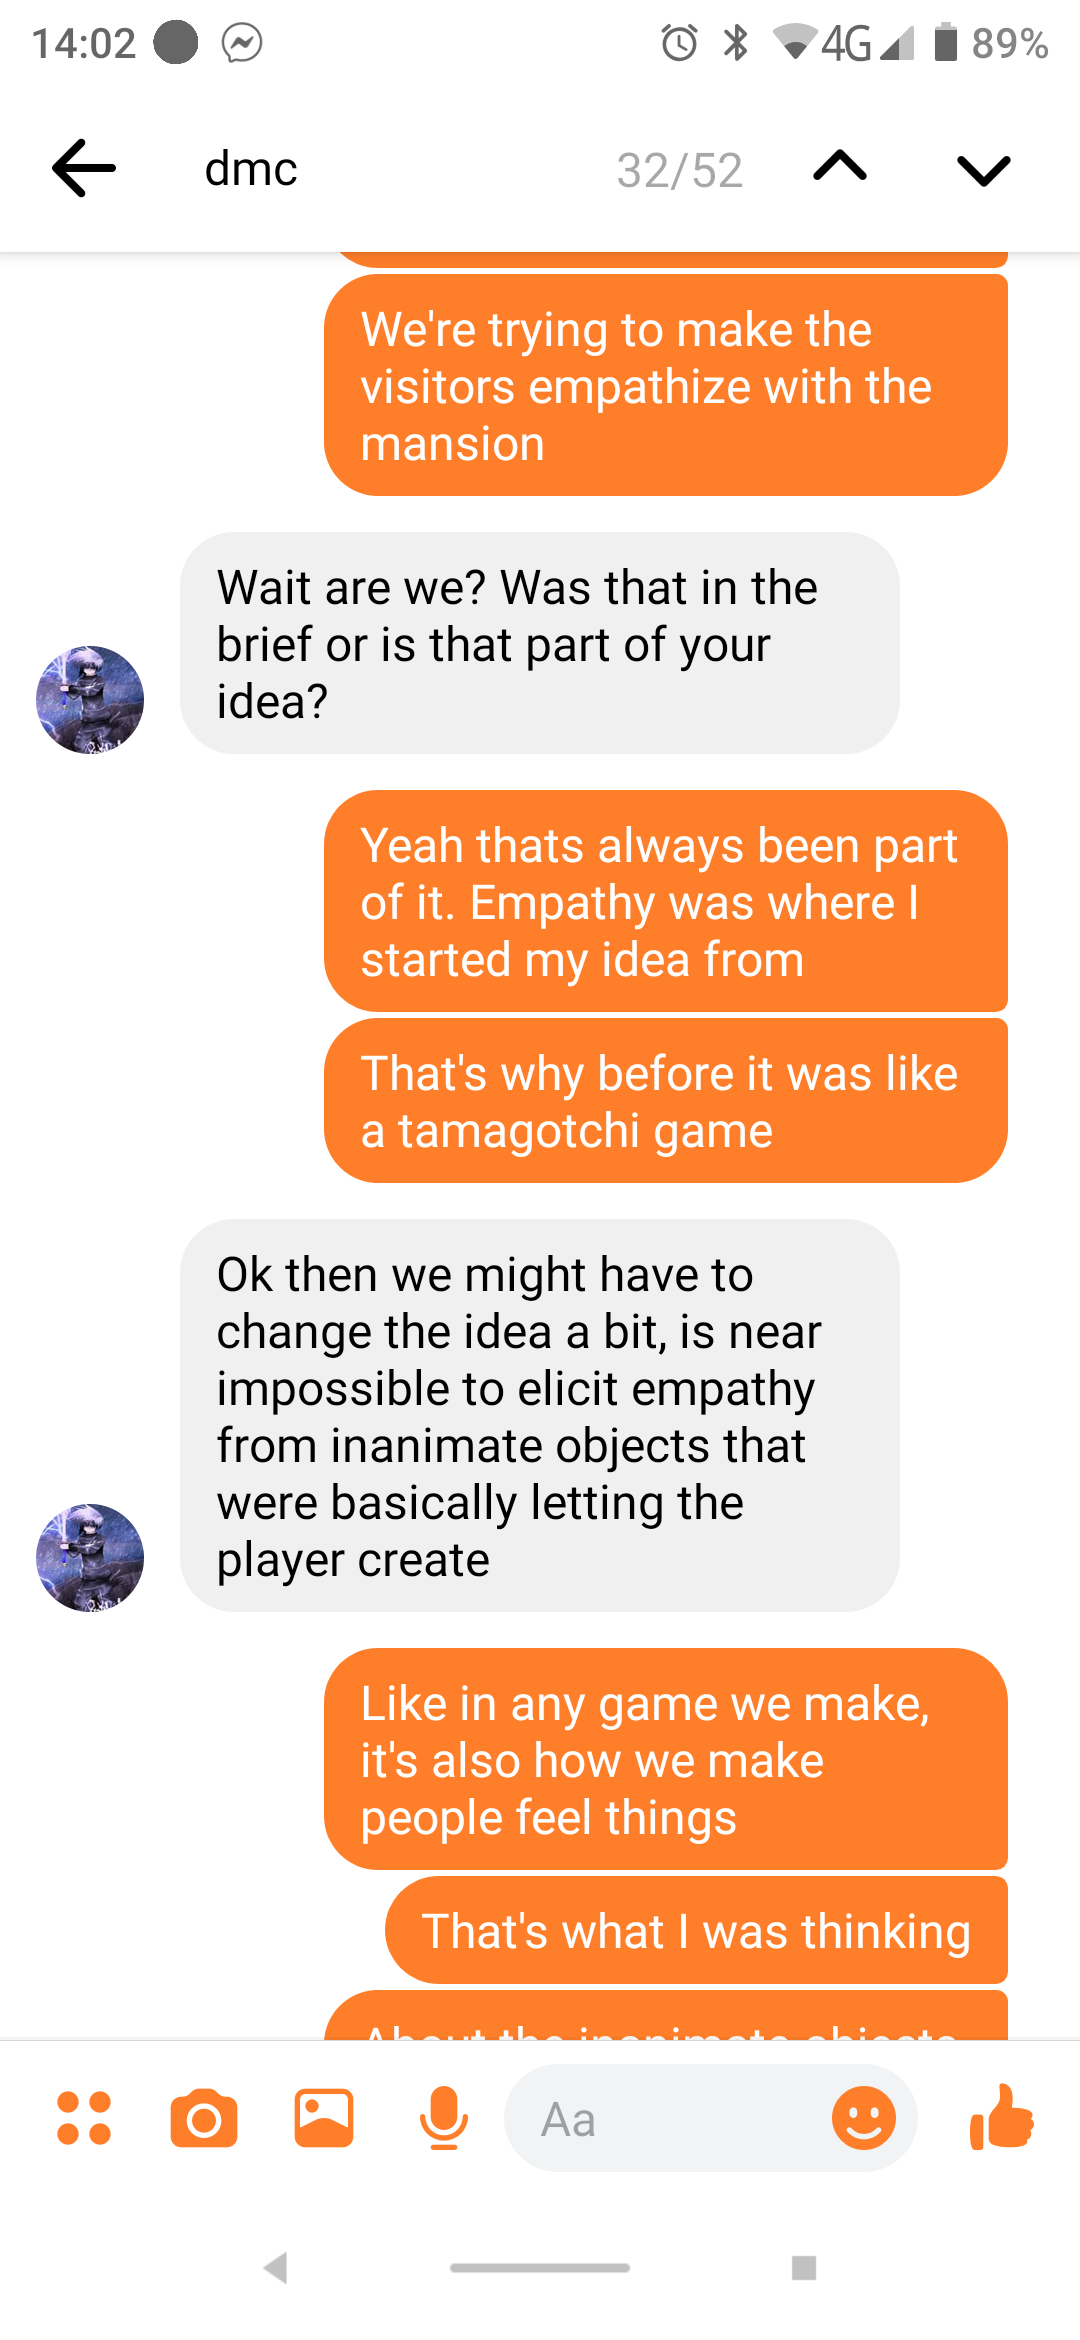 14:02
4G
89%
dmc
32/52
We're trying to make the
visitors empathize with the
mansion
Wait are we? Was that in the
brief or is that part of your
idea?
Yeah thats always been part
of it. Empathy was where I
started my idea from
That's why before it was like
a tamagotchi game
Ok then we might have to
change the idea a bit, is near
impossible to elicit empathy
from inanimate objects that
were basically letting the
player create
Like in any game we make,
it's also how we make
people feel things
That's what I was thinking
About the inanimate objects
Aa